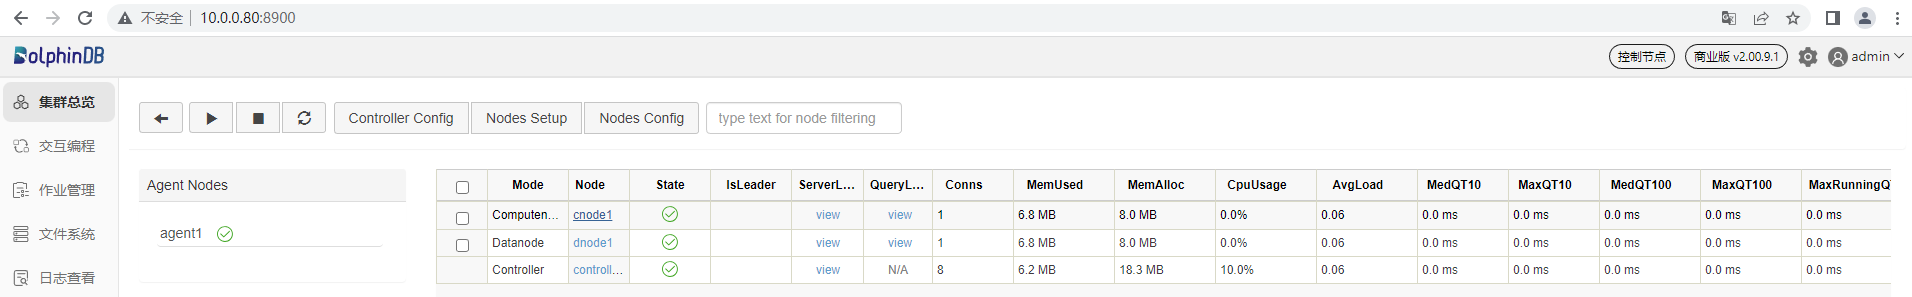 不安全 | 10.0.0.80:8900
DolphinDB
控制节点 商业版 v2.00.9.1 admin
集群总览
交互编程
作业管理
文件系统
日志查看
Controller Config Nodes Setup Nodes Config type text for node filtering
Agent Nodes
agent1
Mode Node State IsLeader ServerL... QueryL... Conns MemUsed MemAlloc CpuUsage AvgLoad MedQT10 MaxQT10 MedQT100 MaxQT100 MaxRunningQ
Computen... cnode1 view view 1 6.8 MB 8.0 MB 0.0% 0.06 0.0 ms 0.0 ms 0.0 ms 0.0 ms 0.0 ms
Datanode dnode1 view view 1 6.8 MB 8.0 MB 0.0% 0.06 0.0 ms 0.0 ms 0.0 ms 0.0 ms 0.0 ms
Controller controll... view N/A 8 6.2 MB 18.3 MB 10.0% 0.06 0.0 ms 0.0 ms 0.0 ms 0.0 ms 0.0 ms